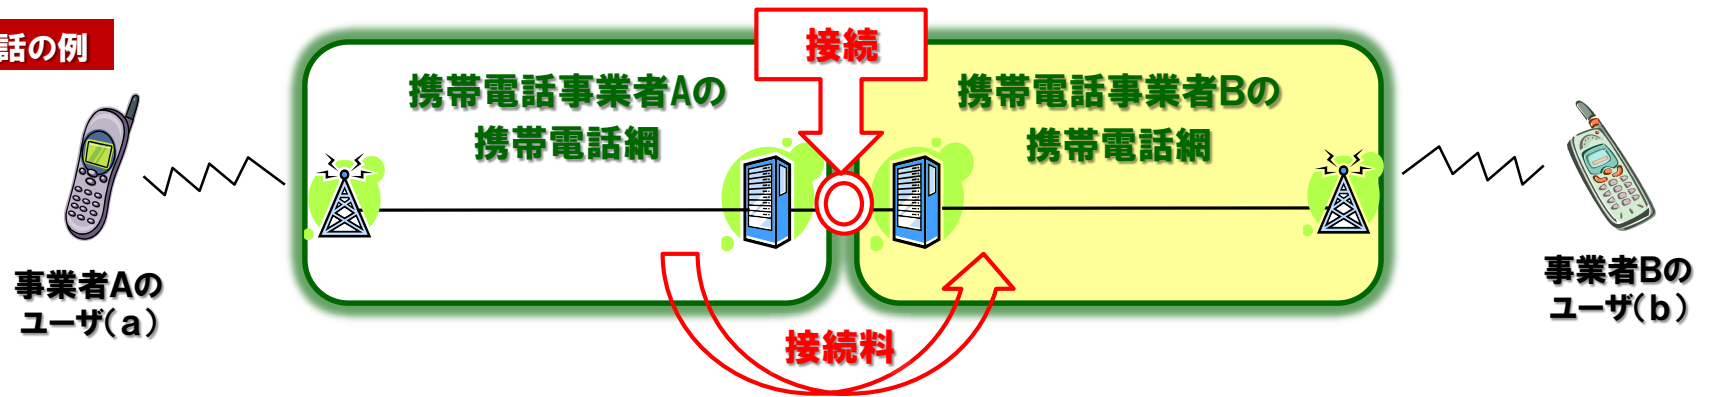 話の例
接続
携帯電話事業者Aの
携帯電話網
携帯電話事業者Bの
携帯電話網
事業者Aの
ユーザ(a)
事業者Bの
ユーザ(b)
接続料